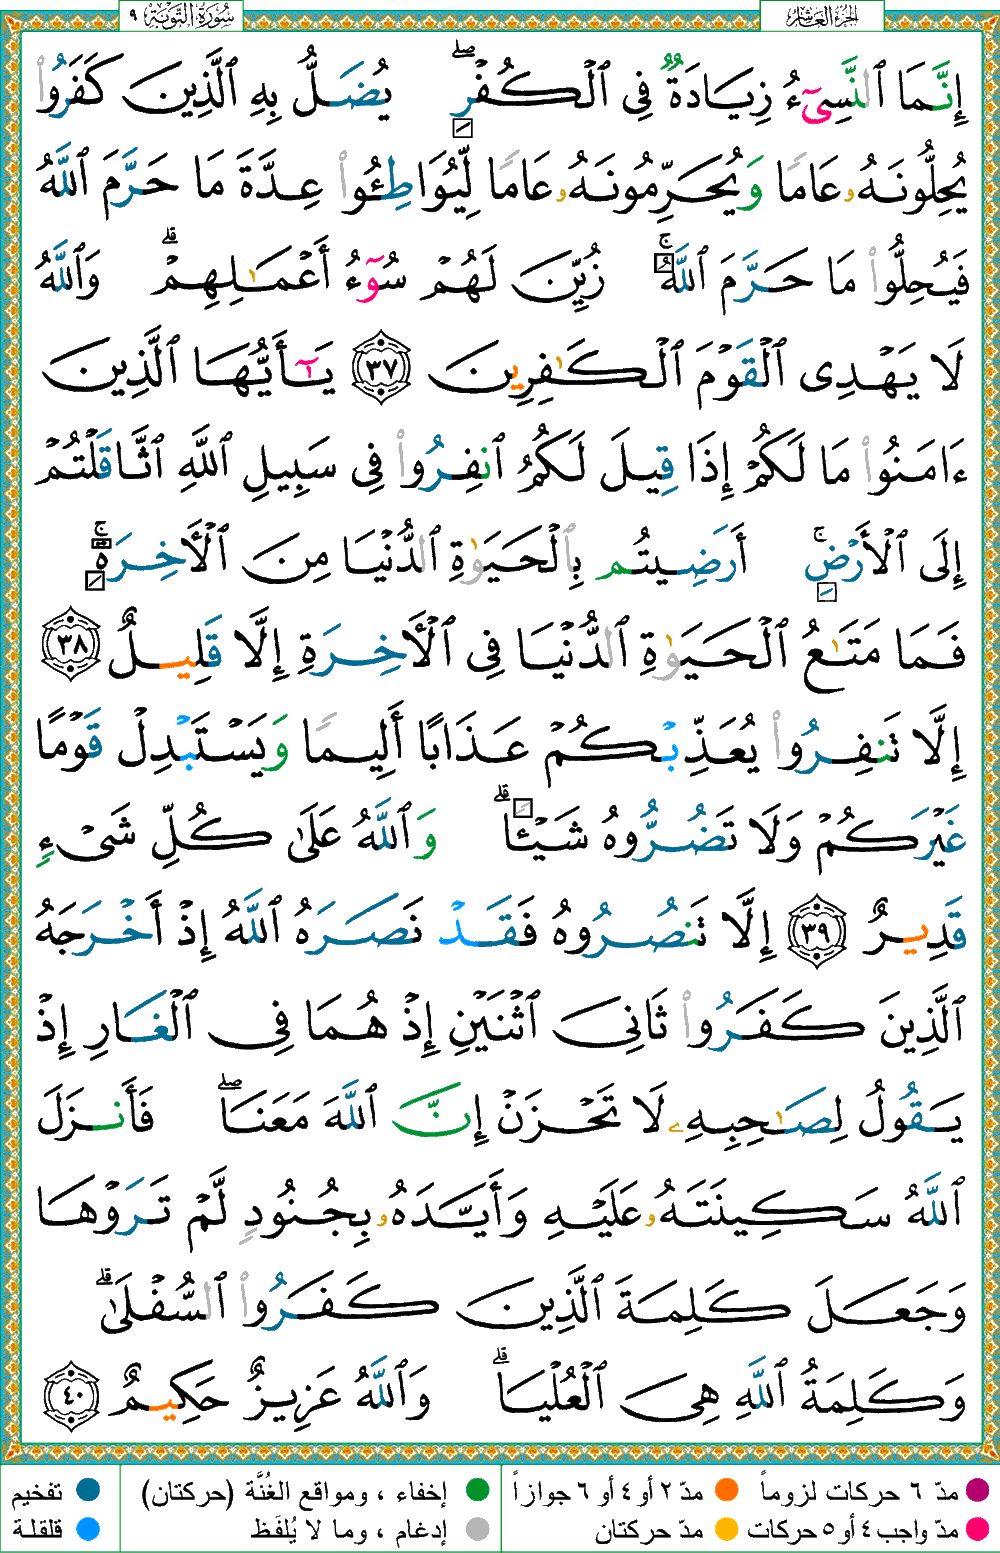 الجزء العاشر
سُورَةُ التَّوْبَةِ ٩
إِنَّمَا ٱلنَّسِىٓءُ زِيَادَةٌ فِى ٱلْكُفْرِ ۖ يُضَلُّ بِهِ ٱلَّذِينَ كَفَرُوا۟
يُحِلُّونَهُۥ عَامًا وَيُحَرِّمُونَهُۥ عَامًا لِّيُوَاطِـُٔوا۟ عِدَّةَ مَا حَرَّمَ ٱللَّهُ
فَيُحِلُّوا۟ مَا حَرَّمَ ٱللَّهُ ۚ زُيِّنَ لَهُمْ سُوٓءُ أَعْمَـٰلِهِمْ ۗ وَٱللَّهُ
لَا يَهْدِى ٱلْقَوْمَ ٱلْكَـٰفِرِينَ ٣٧ يَـٰٓأَيُّهَا ٱلَّذِينَ
ءَامَنُوا۟ مَا لَكُمْ إِذَا قِيلَ لَكُمُ ٱنفِرُوا۟ فِى سَبِيلِ ٱللَّهِ ٱثَّاقَلْتُمْ
إِلَى ٱلْأَرْضِ ۚ أَرَضِيتُم بِٱلْحَيَوٰةِ ٱلدُّنْيَا مِنَ ٱلْـَٔاخِرَةِ ۚ
فَمَا مَتَـٰعُ ٱلْحَيَوٰةِ ٱلدُّنْيَا فِى ٱلْـَٔاخِرَةِ إِلَّا قَلِيلٌ ٣٨
إِلَّا تَنفِرُوا۟ يُعَذِّبْكُمْ عَذَابًا أَلِيمًا وَيَسْتَبْدِلْ قَوْمًا
غَيْرَكُمْ وَلَا تَضُرُّوهُ شَيْـًٔا ۗ وَٱللَّهُ عَلَىٰ كُلِّ شَىْءٍ
قَدِيرٌ ٣٩ إِلَّا تَنصُرُوهُ فَقَدْ نَصَرَهُ ٱللَّهُ إِذْ أَخْرَجَهُ
ٱلَّذِينَ كَفَرُوا۟ ثَانِىَ ٱثْنَيْنِ إِذْ هُمَا فِى ٱلْغَارِ إِذْ
يَقُولُ لِصَـٰحِبِهِۦ لَا تَحْزَنْ إِنَّ ٱللَّهَ مَعَنَا ۖ فَأَنزَلَ
ٱللَّهُ سَكِينَتَهُۥ عَلَيْهِ وَأَيَّدَهُۥ بِجُنُودٍ لَّمْ تَرَوْهَا
وَجَعَلَ كَلِمَةَ ٱلَّذِينَ كَفَرُوا۟ ٱلسُّفْلَىٰ ۗ
وَكَلِمَةُ ٱللَّهِ هِىَ ٱلْعُلْيَا ۗ وَٱللَّهُ عَزِيزٌ حَكِيمٌ ٤٠
مدّ ٦ حركات لزوماً مدّ ٢ أو ٤ أو ٦ جوازاً إخفاء ، ومواقع الغُنَّة (حركتان) تفخيم
مدّ واجب ٤ أو ٥ حركات مدّ حركتان إدغام ، وما لا يُلفَظ قلقلة